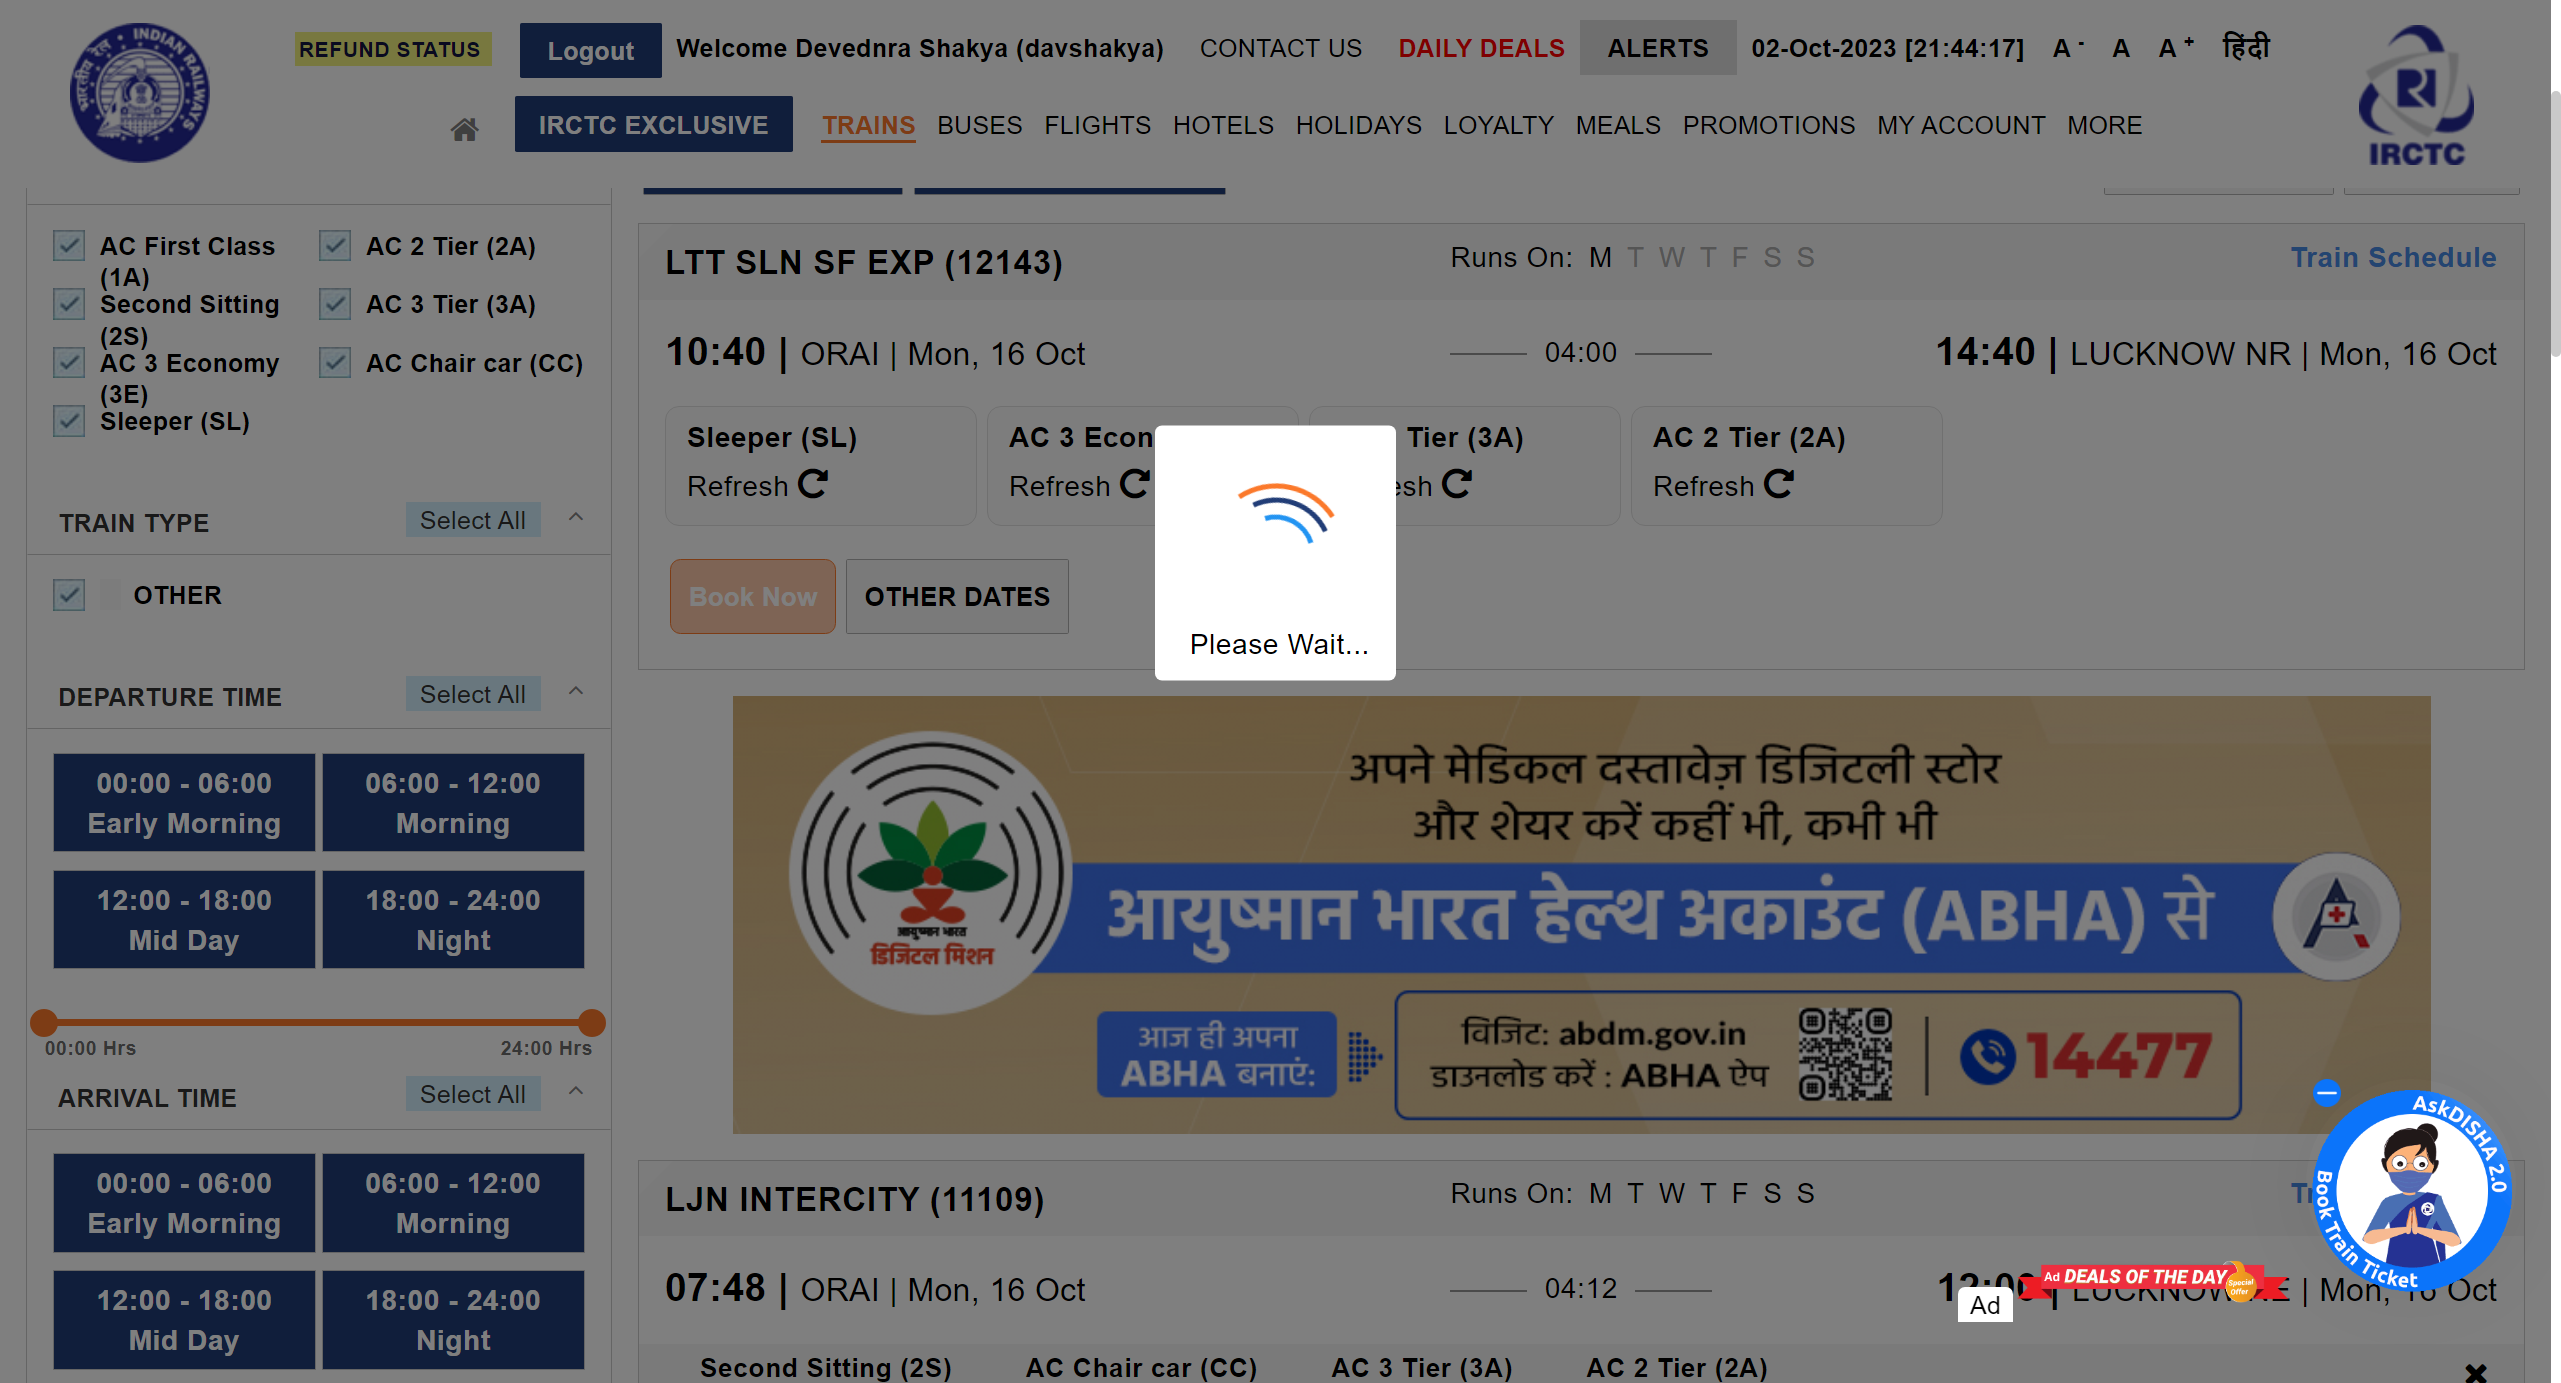 REFUND STATUS
Logout
Welcome Devednra Shakya (davshakya)
CONTACT US
DAILY DEALS
ALERTS
02-Oct-2023 [21:44:17]
A -
A
A +
हिंदी
भारतीय रेल INDIAN RAILWAYS
IRCTC EXCLUSIVE
TRAINS
BUSES
FLIGHTS
HOTELS
HOLIDAYS
LOYALTY
MEALS
PROMOTIONS
MY ACCOUNT
MORE
IRCTC
AC First Class (1A)
AC 2 Tier (2A)
Second Sitting (2S)
AC 3 Tier (3A)
AC 3 Economy (3E)
AC Chair car (CC)
Sleeper (SL)
TRAIN TYPE
Select All
OTHER
DEPARTURE TIME
Select All
00:00 - 06:00
Early Morning
06:00 - 12:00
Morning
12:00 - 18:00
Mid Day
18:00 - 24:00
Night
00:00 Hrs
24:00 Hrs
ARRIVAL TIME
Select All
00:00 - 06:00
Early Morning
06:00 - 12:00
Morning
12:00 - 18:00
Mid Day
18:00 - 24:00
Night
LTT SLN SF EXP (12143)
Runs On: M T W T F S S
Train Schedule
10:40 | ORAI | Mon, 16 Oct
04:00
14:40 | LUCKNOW NR | Mon, 16 Oct
Sleeper (SL)
Refresh
AC 3 Econ
Refresh
Tier (3A)
esh
AC 2 Tier (2A)
Refresh
Book Now
OTHER DATES
Please Wait...
अपने मेडिकल दस्तावेज़ डिजिटली स्टोर
और शेयर करें कहीं भी, कभी भी
आयुष्मान भारत
डिजिटल मिशन
आयुष्मान भारत हेल्थ अकाउंट (ABHA) से
आज ही अपना
ABHA बनाएं:
विजिट: abdm.gov.in
डाउनलोड करें : ABHA ऐप
14477
LJN INTERCITY (11109)
Runs On: M T W T F S S
07:48 | ORAI | Mon, 16 Oct
04:12
12:00 | LUCKNOW NE | Mon, 16 Oct
Ad DEALS OF THE DAY
Special Offer
Ad
AskDISHA 2.0
Book Train Ticket
Second Sitting (2S)
AC Chair car (CC)
AC 3 Tier (3A)
AC 2 Tier (2A)